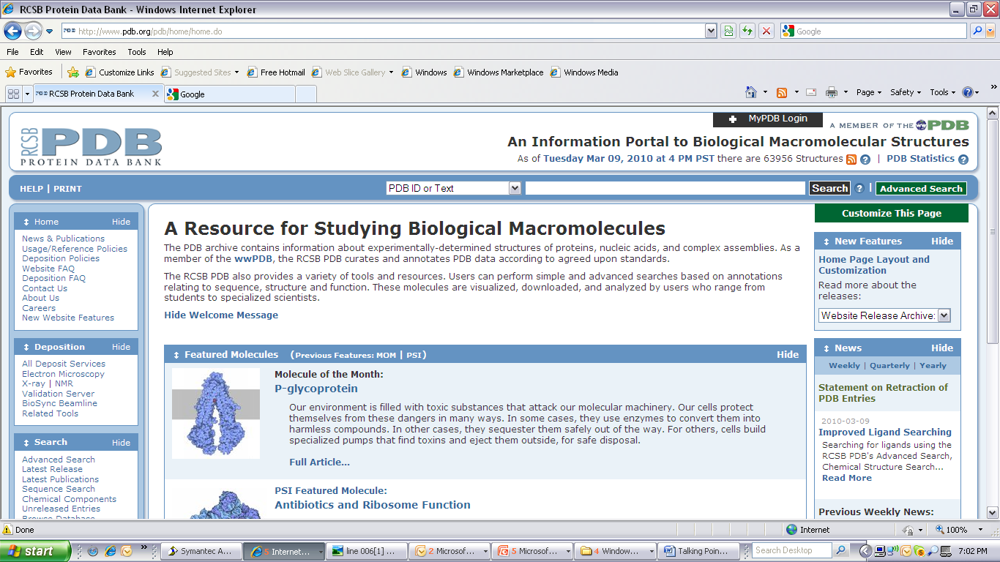 RCSB Protein Data Bank - Windows Internet Explorer
http://www.pdb.org/pdb/home/home.do
Google
File Edit View Favorites Tools Help
Favorites Customize Links Suggested Sites Free Hotmail Web Slice Gallery Windows Windows Marketplace Windows Media
RCSB Protein Data Bank Google Page Safety Tools
MyPDB Login A MEMBER OF THE PDB
RCSB PDB
PROTEIN DATA BANK
An Information Portal to Biological Macromolecular Structures
As of Tuesday Mar 09, 2010 at 4 PM PST there are 63956 Structures ? | PDB Statistics ?
HELP | PRINT PDB ID or Text Search ? | Advanced Search
Home Hide
News & Publications
Usage/Reference Policies
Deposition Policies
Website FAQ
Deposition FAQ
Contact Us
About Us
Careers
New Website Features
Deposition Hide
All Deposit Services
Electron Microscopy
X-ray | NMR
Validation Server
BioSync Beamline
Related Tools
Search Hide
Advanced Search
Latest Release
Latest Publications
Sequence Search
Chemical Components
Unreleased Entries
Browse Database
A Resource for Studying Biological Macromolecules
The PDB archive contains information about experimentally-determined structures of proteins, nucleic acids, and complex assemblies. As a
member of the wwPDB, the RCSB PDB curates and annotates PDB data according to agreed upon standards.
The RCSB PDB also provides a variety of tools and resources. Users can perform simple and advanced searches based on annotations
relating to sequence, structure and function. These molecules are visualized, downloaded, and analyzed by users who range from
students to specialized scientists.
Hide Welcome Message
Featured Molecules (Previous Features: MOM | PSI) Hide
Molecule of the Month:
P-glycoprotein
Our environment is filled with toxic substances that attack our molecular machinery. Our cells protect
themselves from these dangers in many ways. In some cases, they use enzymes to convert them into
harmless compounds. In other cases, they sequester them safely out of the way. For others, cells build
specialized pumps that find toxins and eject them outside, for safe disposal.
Full Article...
PSI Featured Molecule:
Antibiotics and Ribosome Function
Customize This Page
New Features Hide
Home Page Layout and
Customization
Read more about the
releases:
Website Release Archive:
News Hide
Weekly | Quarterly | Yearly
Statement on Retraction of
PDB Entries
2010-03-09
Improved Ligand Searching
Searching for ligands using the
RCSB PDB's Advanced Search,
Chemical Structure Search...
Read More
Previous Weekly News:
Done Internet 100%
start Symantec A... 5 Internet... line 006[1] ... 2 Microsof... 5 Microsof... 4 Window... Talking Poin... Search Desktop 7:02 PM